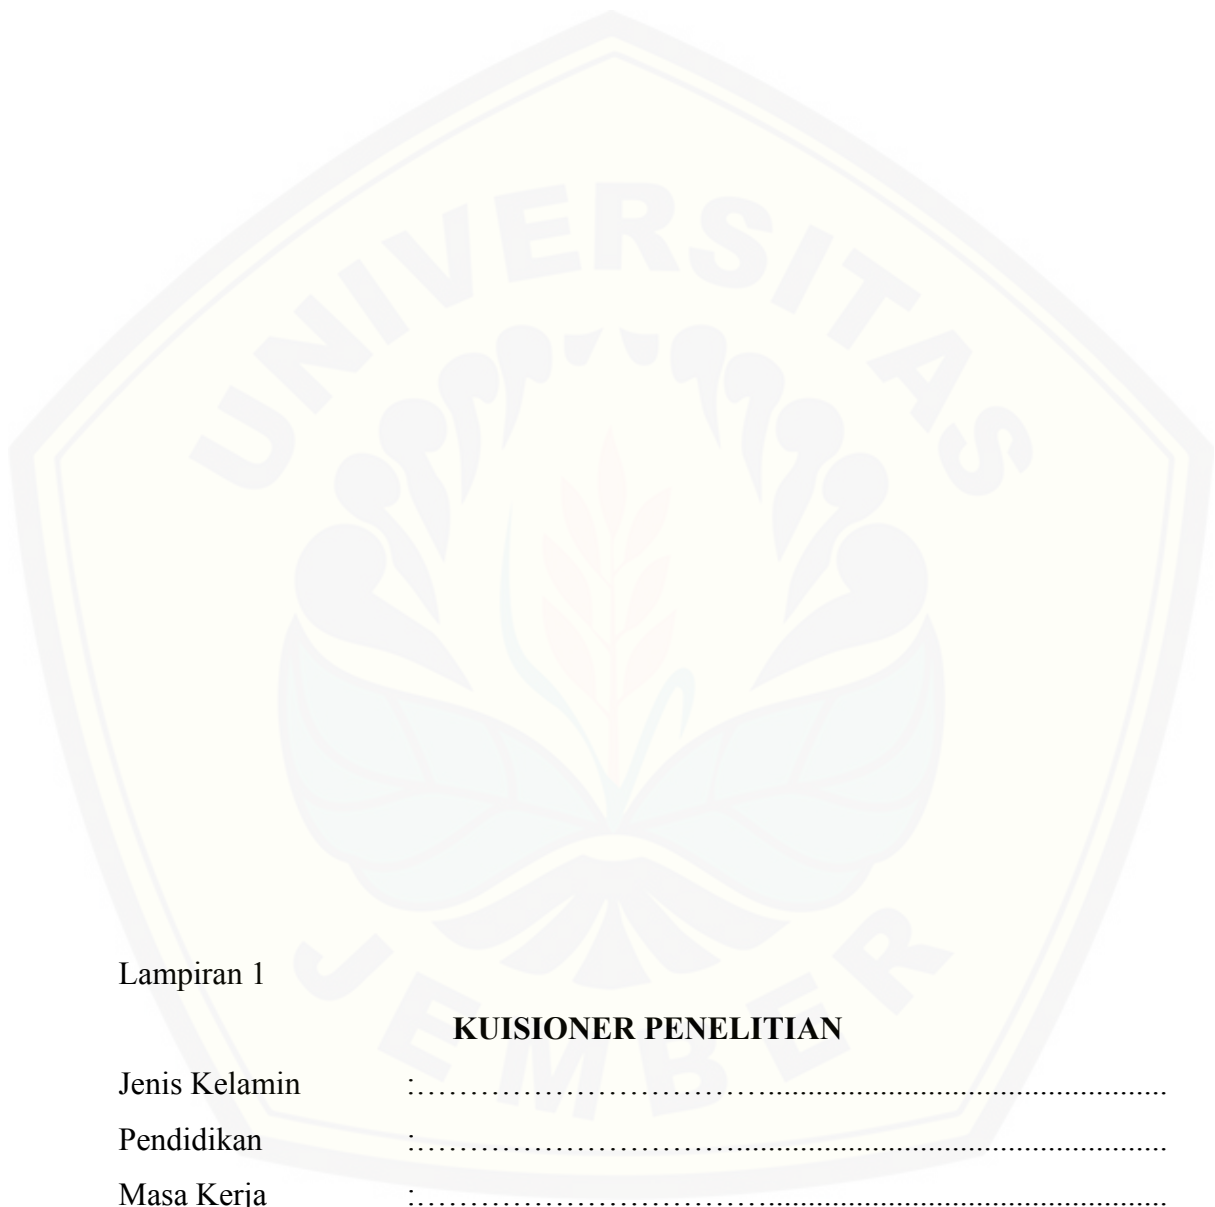 UNIVERSITAS
JEMBER
Lampiran 1
KUISIONER PENELITIAN
Jenis Kelamin :……………………………..................................................
Pendidikan :…………………………......................................................
Masa Kerja :……………………………..................................................